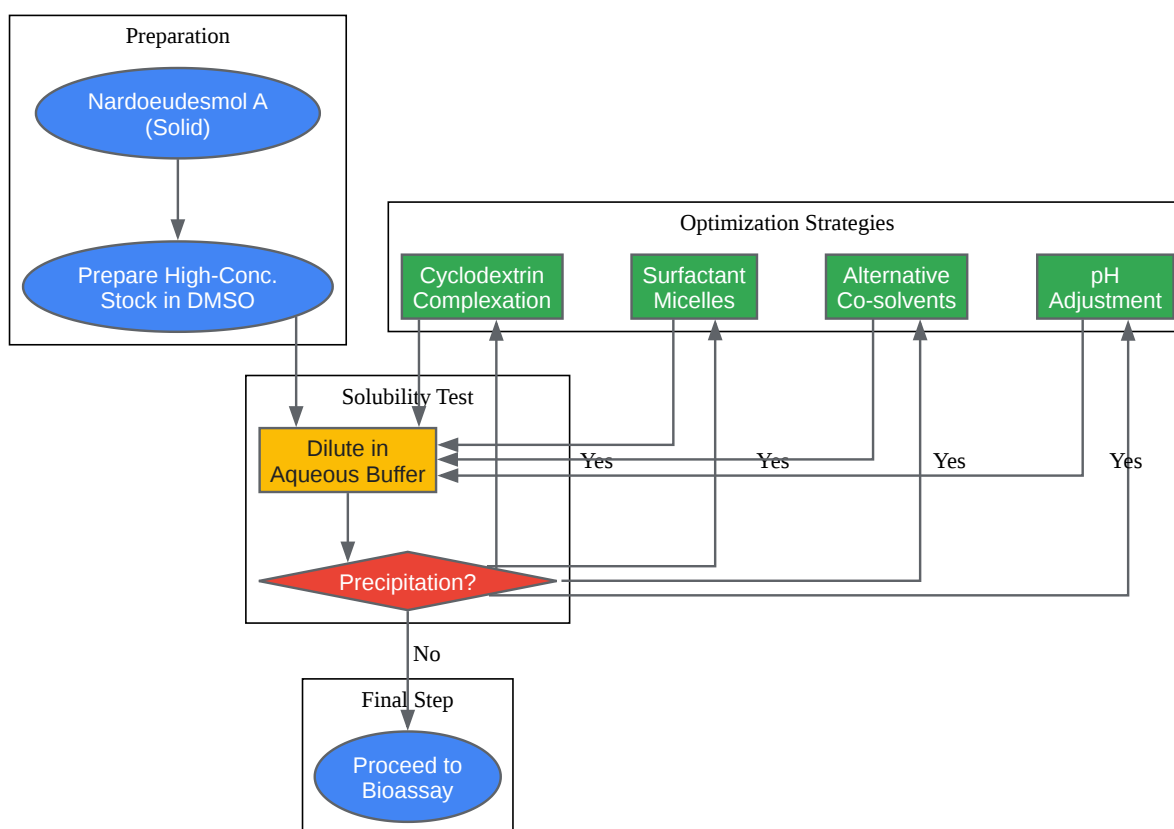 Preparation
Nardoeudesmol A
(Solid)
Prepare High-Conc.
Stock in DMSO
Optimization Strategies
Cyclodextrin
Complexation
Surfactant
Micelles
Alternative
Co-solvents
pH
Adjustment
Solubility Test
Dilute in
Aqueous Buffer
Yes
Yes
Yes
Yes
Precipitation?
No
Final Step
Proceed to
Bioassay